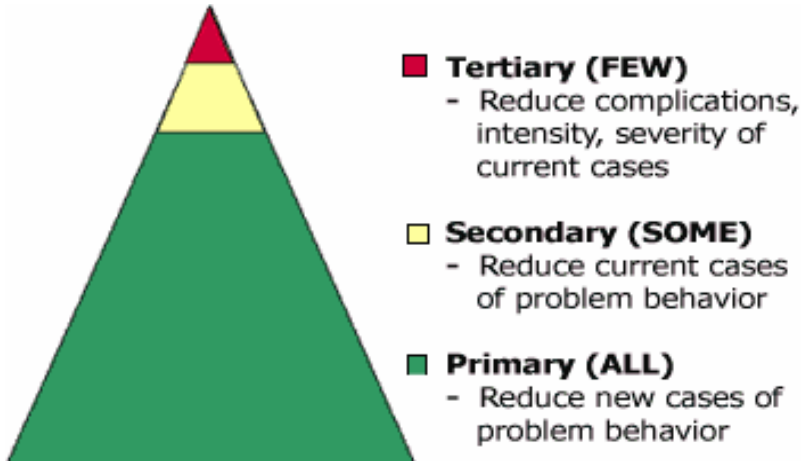 Tertiary (FEW)
- Reduce complications,
intensity, severity of
current cases
Secondary (SOME)
- Reduce current cases
of problem behavior
Primary (ALL)
- Reduce new cases of
problem behavior